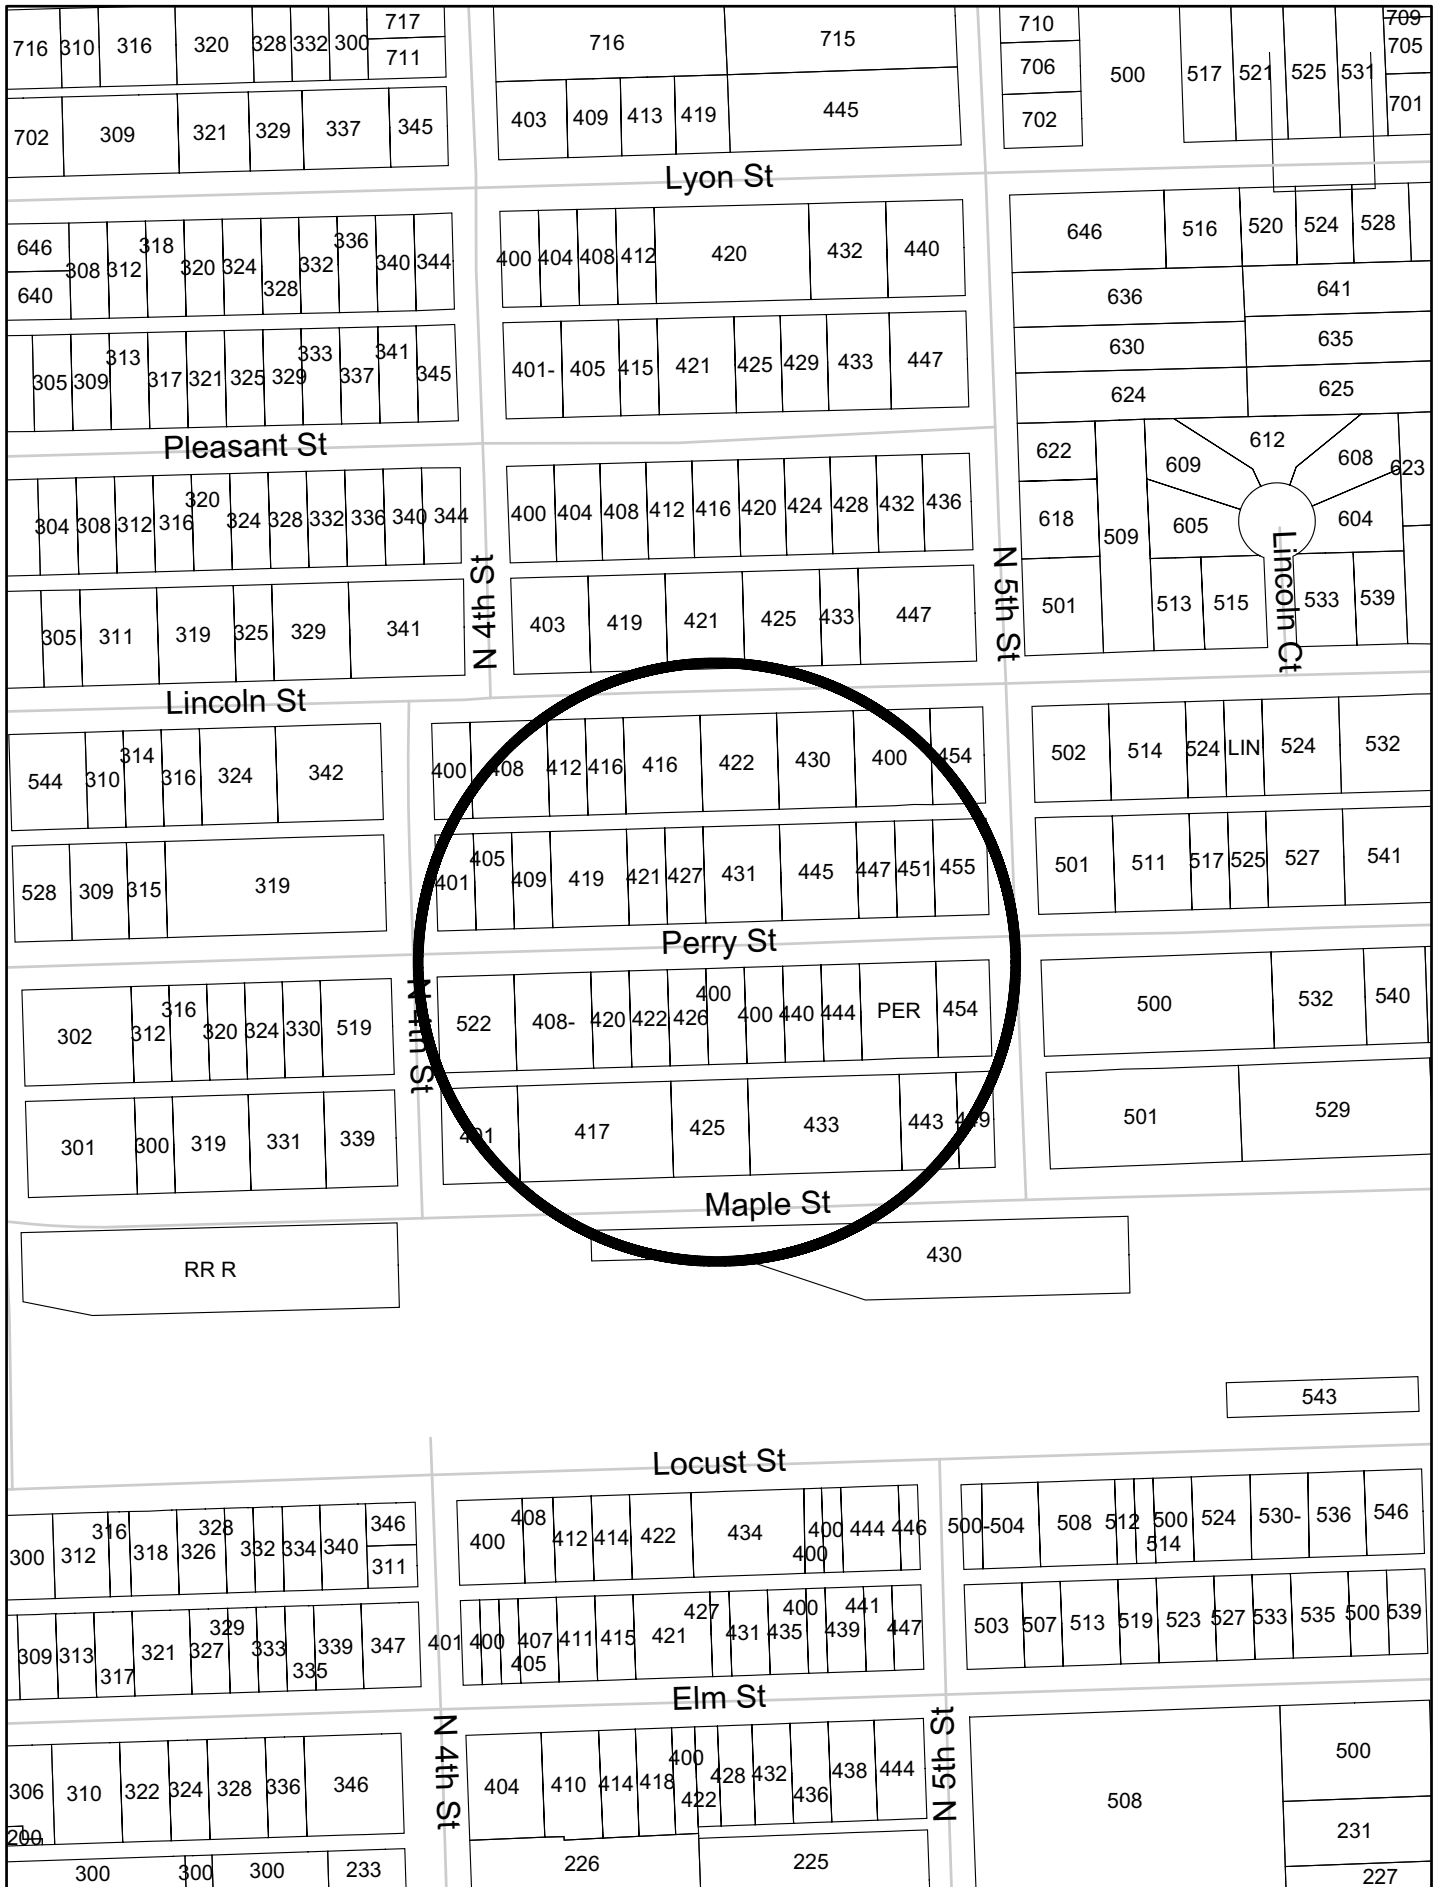 716 310 316 320 328 332 300 717 716 715 710 500 517 521 525 531 709
711 706 705
702 309 321 329 337 345 403 409 413 419 445 702 701
Lyon St
646 308 312 318 320 324 328 332 336 340 344 400 404 408 412 420 432 440 646 516 520 524 528
640 636 641
305 309 313 317 321 325 329 333 337 341 345 401- 405 415 421 425 429 433 447 630 635
624 625
Pleasant St
622 609 612 608 623
304 308 312 316 320 324 328 332 336 340 344 400 404 408 412 416 420 424 428 432 436 618 509 605 604
N 4th St
N 5th St
Lincoln Ct
305 311 319 325 329 341 403 419 421 425 433 447 501 513 515 533 539
Lincoln St
544 310 314 316 324 342 400 408 412 416 416 422 430 400 454 502 514 524 LIN 524 532
528 309 315 319 401 405 409 419 421 427 431 445 447 451 455 501 511 517 525 527 541
Perry St
N 4th St
302 312 316 320 324 330 519 522 408- 420 422 426 400 400 440 444 PER 454 500 532 540
301 300 319 331 339 401 417 425 433 443 449 501 529
Maple St
RR R 430
543
Locust St
300 312 316 318 326 328 332 334 340 346 400 408 412 414 422 434 400 400 444 446 500-504 508 512 500 514 524 530- 536 546
311
309 313 317 321 327 329 333 335 339 347 401 400 407 405 411 415 421 427 431 435 400 439 441 447 503 507 513 519 523 527 533 535 500 539
Elm St
N 4th St
N 5th St
306 310 322 324 328 336 346 404 410 414 418 400 422 428 432 436 438 444 508 500
200 231
300 300 300 233 226 225 227